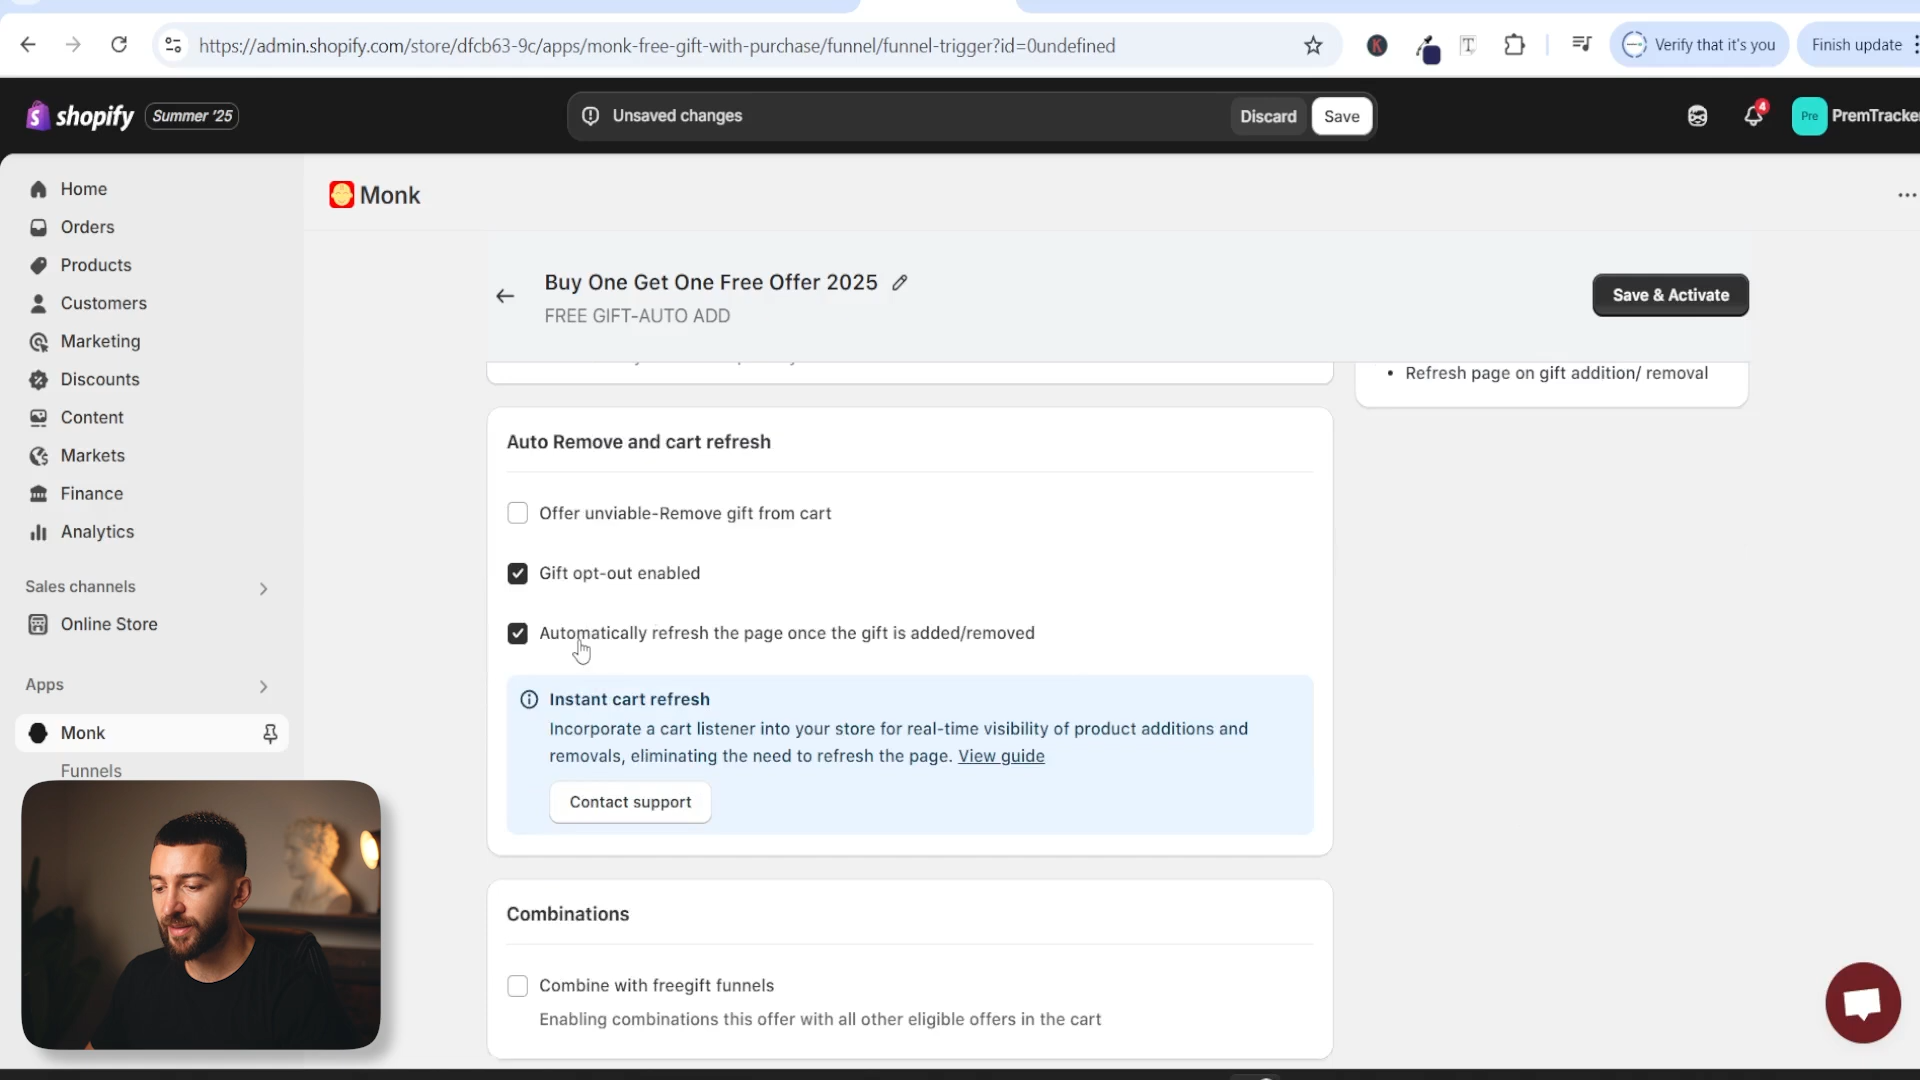 https://admin.shopify.com/store/dfcb63-9c/apps/monk-free-gift-with-purchase/funnel/funnel-trigger?id=0undefined
K
T
Verify that it's you
Finish update
shopify
Summer '25
Unsaved changes
Discard
Save
4
Pre
PremTracker
Home
Orders
Products
Customers
Marketing
Discounts
Content
Markets
Finance
Analytics
Sales channels
Online Store
Apps
Monk
Funnels
Monk
Buy One Get One Free Offer 2025
FREE GIFT-AUTO ADD
Save & Activate
• Refresh page on gift addition/ removal
Auto Remove and cart refresh
Offer unviable-Remove gift from cart
Gift opt-out enabled
Automatically refresh the page once the gift is added/removed
Instant cart refresh
Incorporate a cart listener into your store for real-time visibility of product additions and
removals, eliminating the need to refresh the page. View guide
Contact support
Combinations
Combine with freegift funnels
Enabling combinations this offer with all other eligible offers in the cart